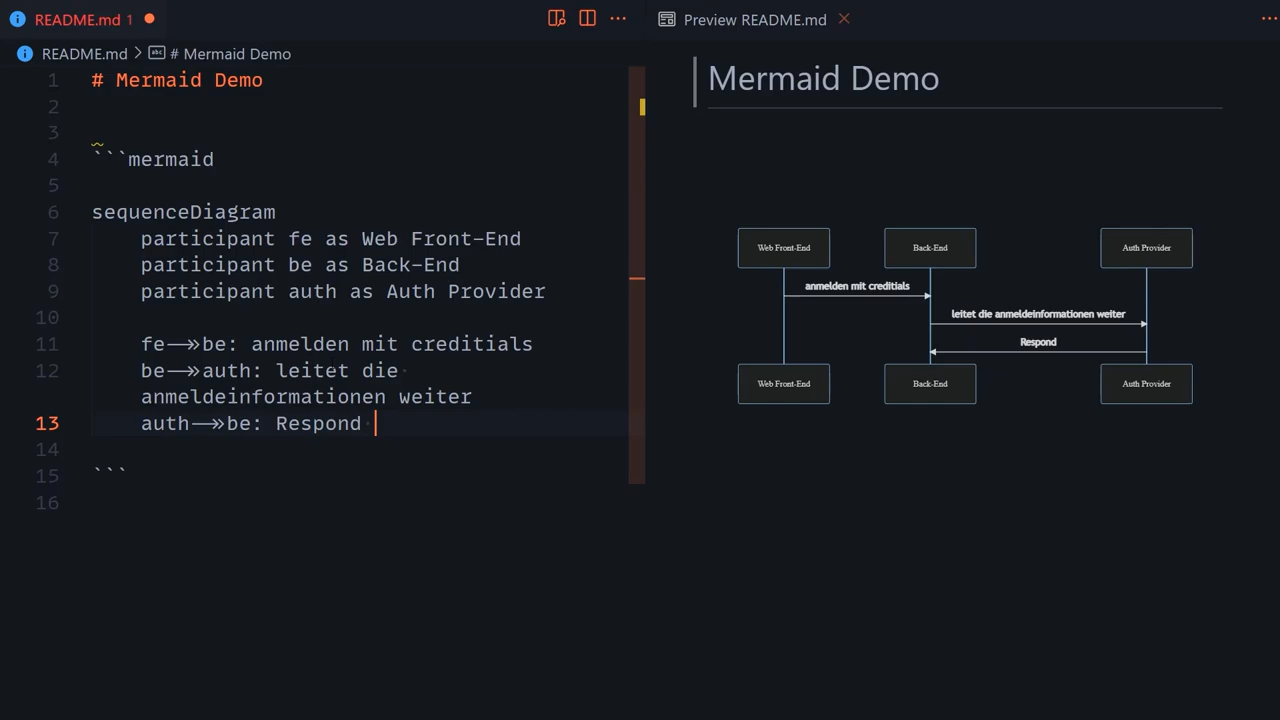 README.md 1
Preview README.md
README.md > # Mermaid Demo
1 # Mermaid Demo
2
3
4 ```mermaid
5
6 sequenceDiagram
7 participant fe as Web Front-End
8 participant be as Back-End
9 participant auth as Auth Provider
10
11 fe->>be: anmelden mit creditials
12 be->>auth: leitet die
anmeldeinformationen weiter
13 auth->>be: Respond
14
15 ```
16
Mermaid Demo
Web Front-End
Back-End
Auth Provider
anmelden mit creditials
leitet die anmeldeinformationen weiter
Respond
Web Front-End
Back-End
Auth Provider